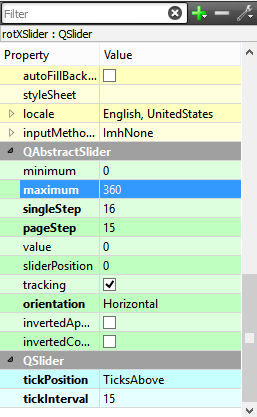 Filter
rotXSlider : QSlider
Property Value
autoFillBack...
styleSheet
locale English, UnitedStates
inputMetho... ImhNone
QAbstractSlider
minimum 0
maximum 360
singleStep 16
pageStep 15
value 0
sliderPosition 0
tracking
orientation Horizontal
invertedAp...
invertedCo...
QSlider
tickPosition TicksAbove
tickInterval 15